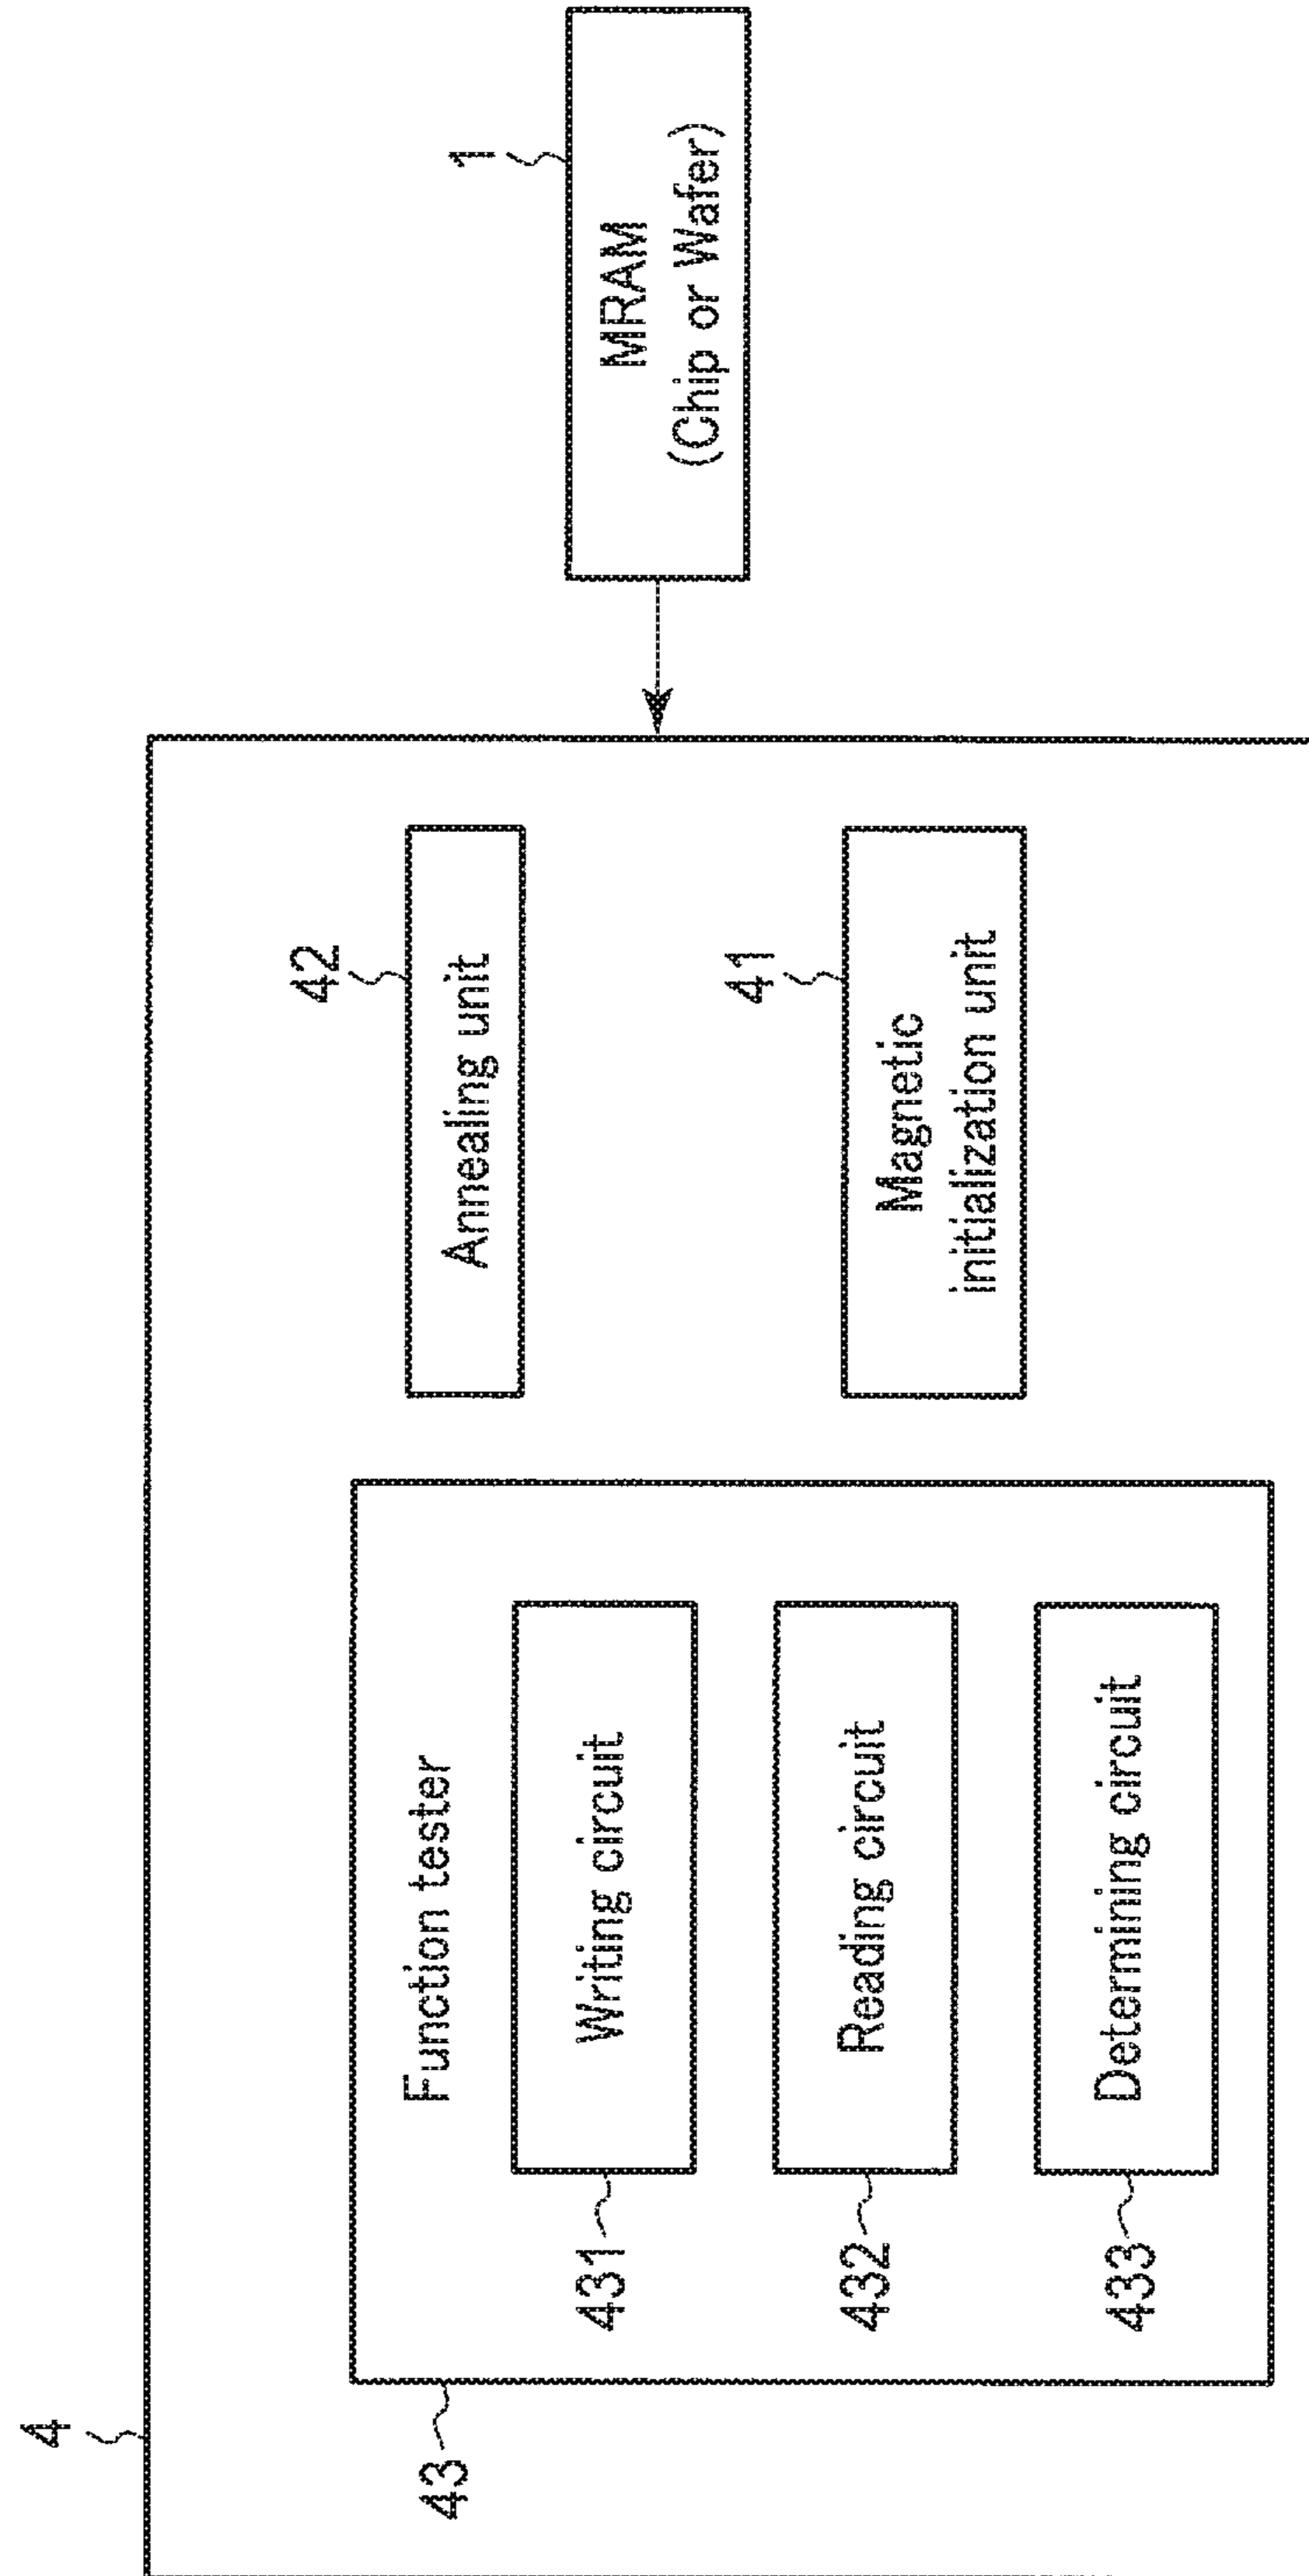 4
43
Function tester
431
Writing circuit
432
Reading circuit
433
Determining circuit
42
Annealing unit
41
Magnetic
initialization unit
1
MRAM
(Chip or Wafer)